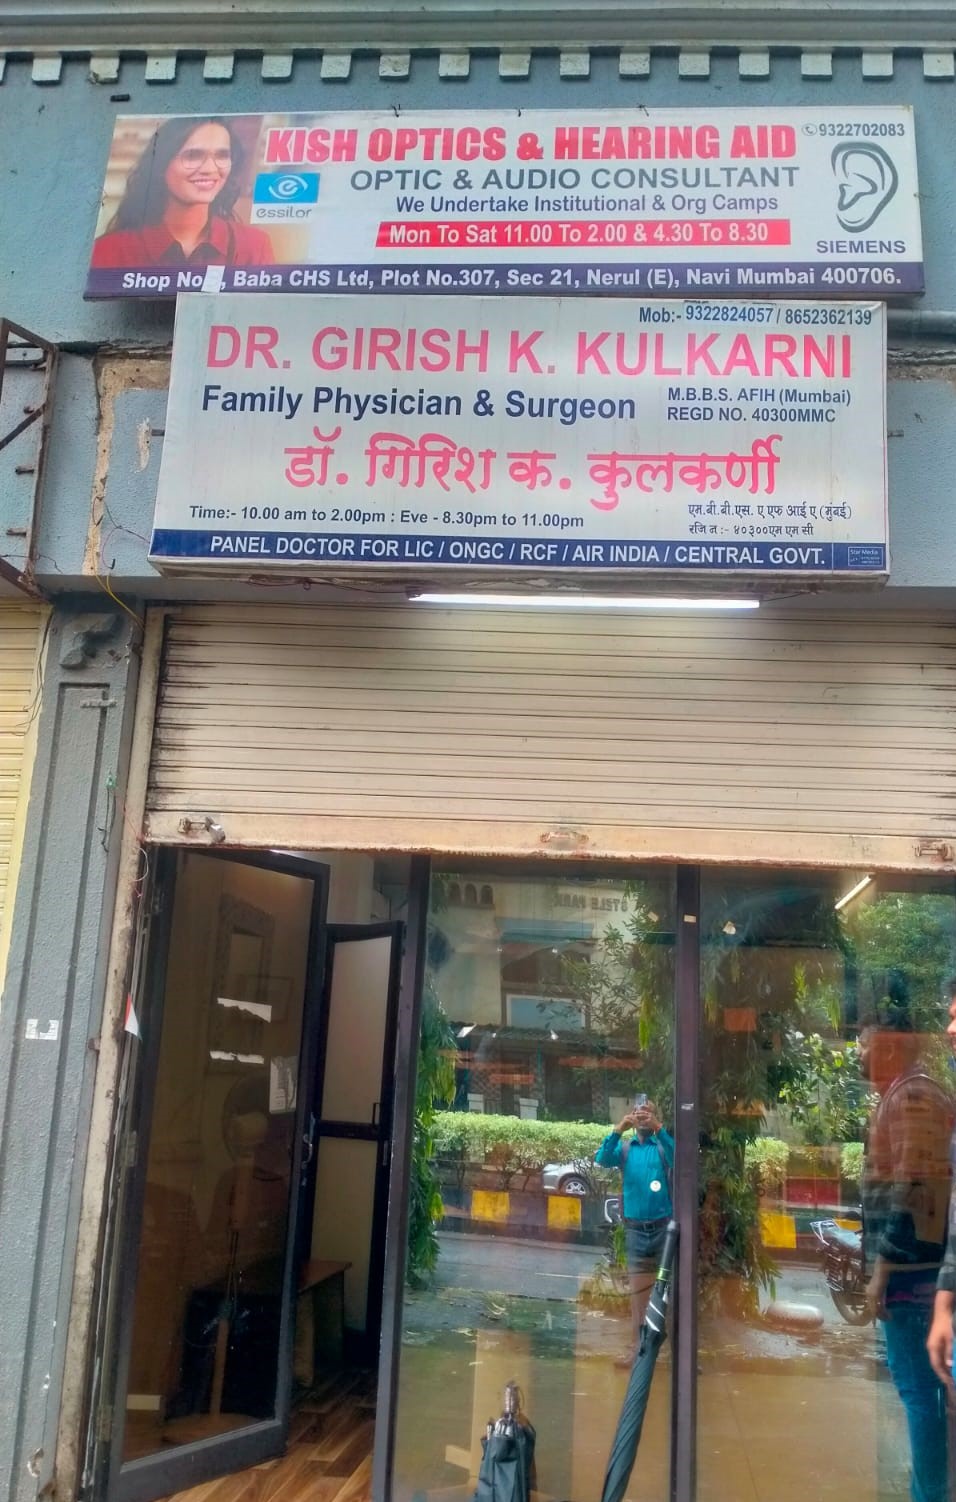 KISH OPTICS & HEARING AID
9322702083
essilor
OPTIC & AUDIO CONSULTANT
We Undertake Institutional & Org Camps
Mon To Sat 11.00 To 2.00 & 4.30 To 8.30
SIEMENS
Shop No , Baba CHS Ltd, Plot No.307, Sec 21, Nerul (E), Navi Mumbai 400706.
Mob:- 9322824057 / 8652362139
DR. GIRISH K. KULKARNI
Family Physician & Surgeon
M.B.B.S. AFIH (Mumbai)
REGD NO. 40300MMC
डॉ. गिरिश क. कुलकर्णी
Time:- 10.00 am to 2.00pm : Eve - 8.30pm to 11.00pm
एम.बी.बी.एस. ए एफ आई ए (मुंबई)
रजि न :- ४०३००एम एम सी
PANEL DOCTOR FOR LIC / ONGC / RCF / AIR INDIA / CENTRAL GOVT.
Star Media